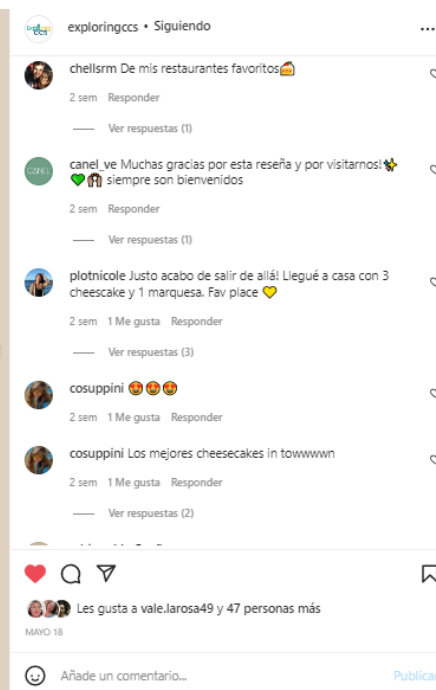 exploringccs • Siguiendo
chellsrm De mis restaurantes favoritos🍰
2 sem Responder
Ver respuestas (1)
CANEL
canel_ve Muchas gracias por esta reseña y por visitarnos!✨
💚🙌 siempre son bienvenidos
2 sem Responder
Ver respuestas (1)
plotnicole Justo acabo de salir de allá! Llegué a casa con 3
cheescake y 1 marquesa. Fav place 💛
2 sem 1 Me gusta Responder
Ver respuestas (3)
cosuppini 😍😍😍
2 sem 1 Me gusta Responder
cosuppini Los mejores cheesecakes in towwwwn
2 sem 1 Me gusta Responder
Ver respuestas (2)
Les gusta a vale.larosa49 y 47 personas más
MAYO 18
Añade un comentario...
Publicar